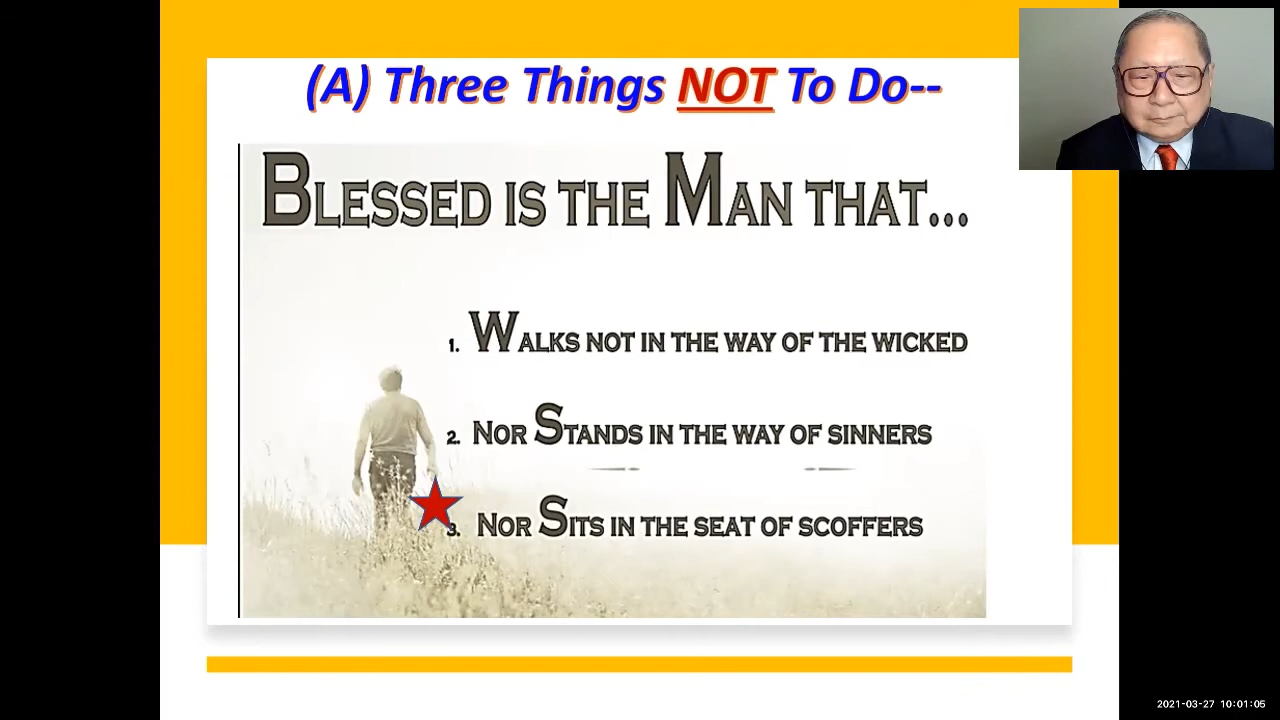 (A) Three Things NOT To Do--
BLESSED IS THE MAN THAT...
1. WALKS NOT IN THE WAY OF THE WICKED
2. NOR STANDS IN THE WAY OF SINNERS
3. NOR SITS IN THE SEAT OF SCOFFERS
2021-03-27 10:01:05